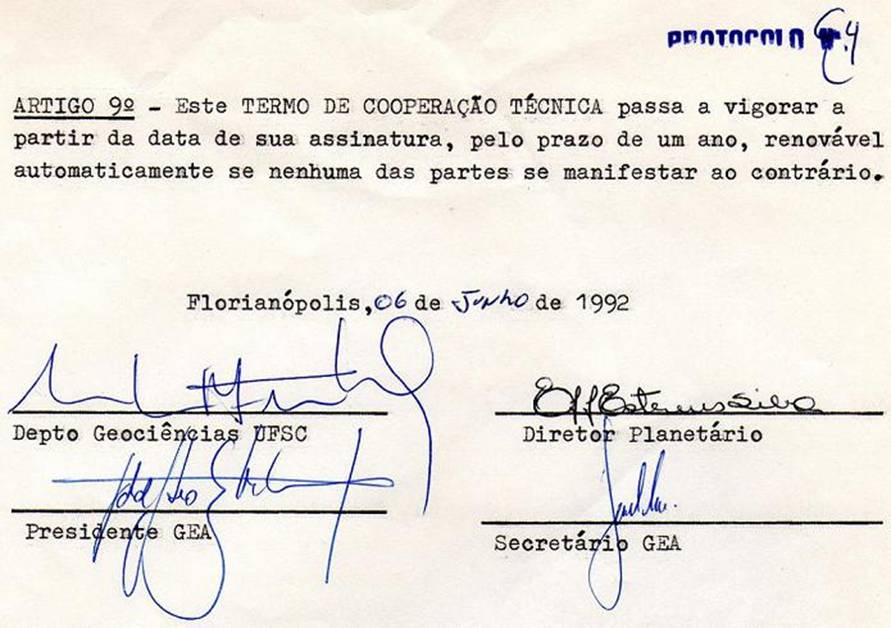 PROTOCOLO
ARTIGO 9º - Este TERMO DE COOPERAÇÃO TÉCNICA passa a vigorar a
partir da data de sua assinatura, pelo prazo de um ano, renovável
automaticamente se nenhuma das partes se manifestar ao contrário.
Florianópolis, 06 de Junho de 1992
Depto Geociências UFSC
Diretor Planetário
Presidente GEA
Secretário GEA